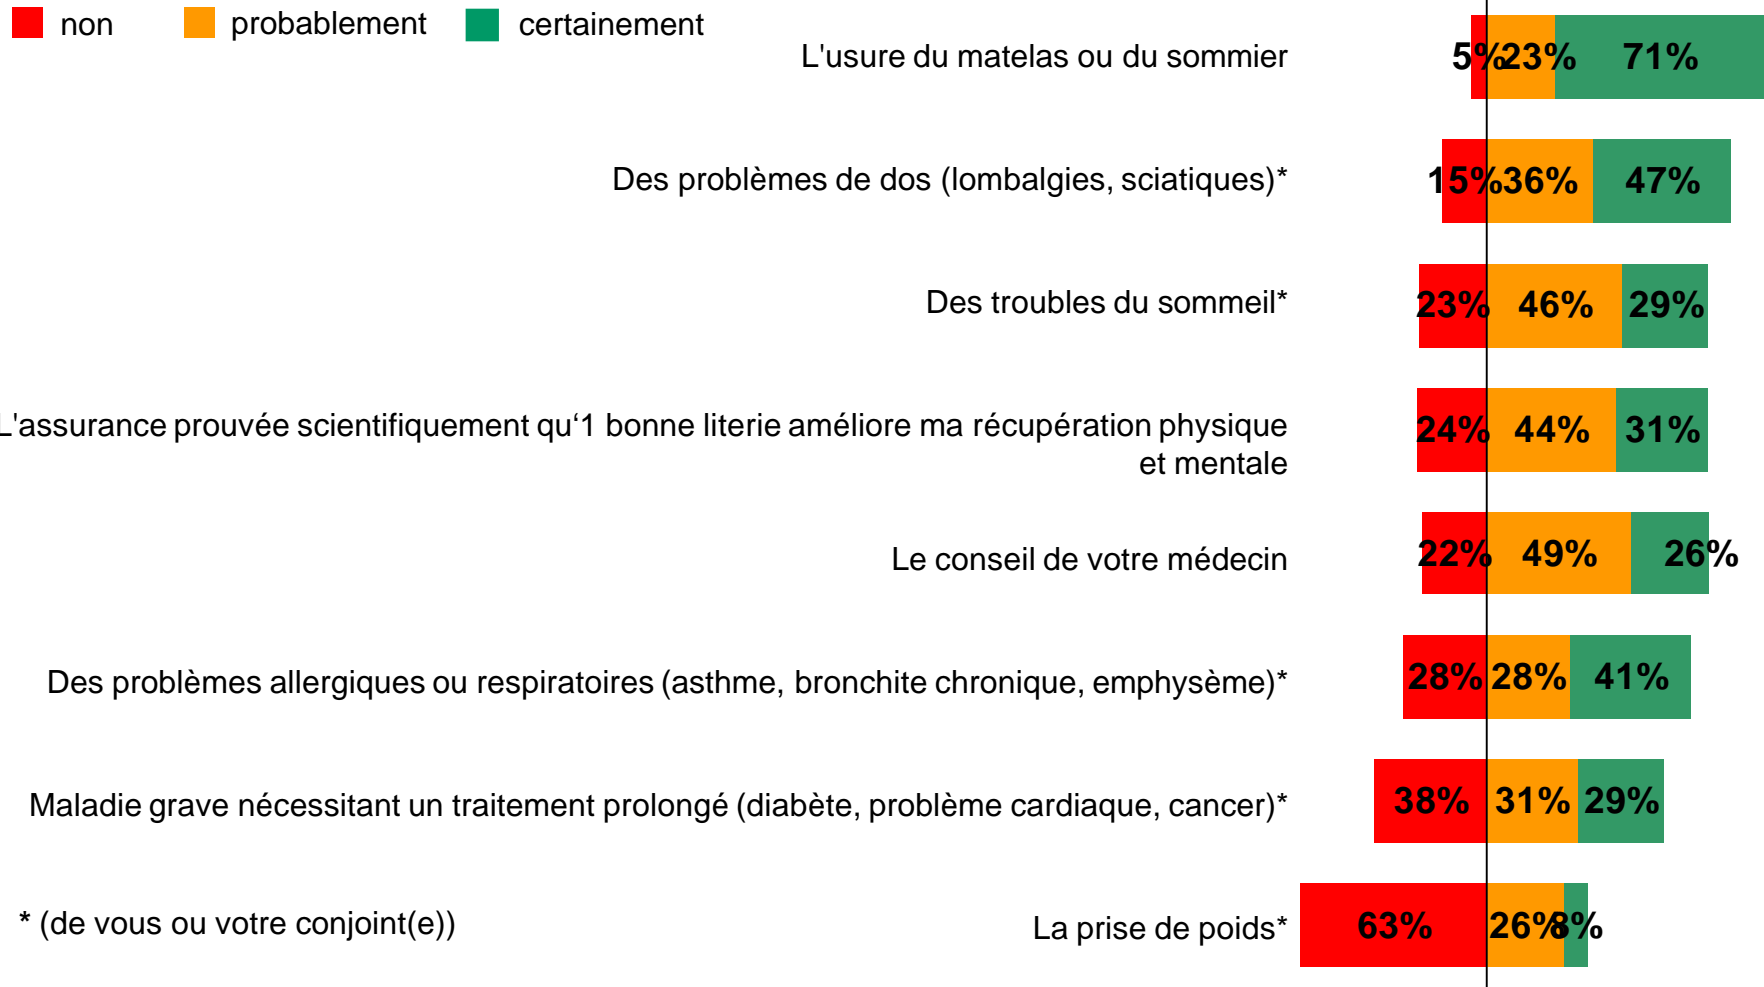 non probablement certainement
L'usure du matelas ou du sommier 5% 23% 71%
Des problèmes de dos (lombalgies, sciatiques)* 15% 36% 47%
Des troubles du sommeil* 23% 46% 29%
L'assurance prouvée scientifiquement qu‘1 bonne literie améliore ma récupération physique 24% 44% 31%
et mentale
Le conseil de votre médecin 22% 49% 26%
Des problèmes allergiques ou respiratoires (asthme, bronchite chronique, emphysème)* 28% 28% 41%
Maladie grave nécessitant un traitement prolongé (diabète, problème cardiaque, cancer)* 38% 31% 29%
* (de vous ou votre conjoint(e)) La prise de poids* 63% 26% 8%